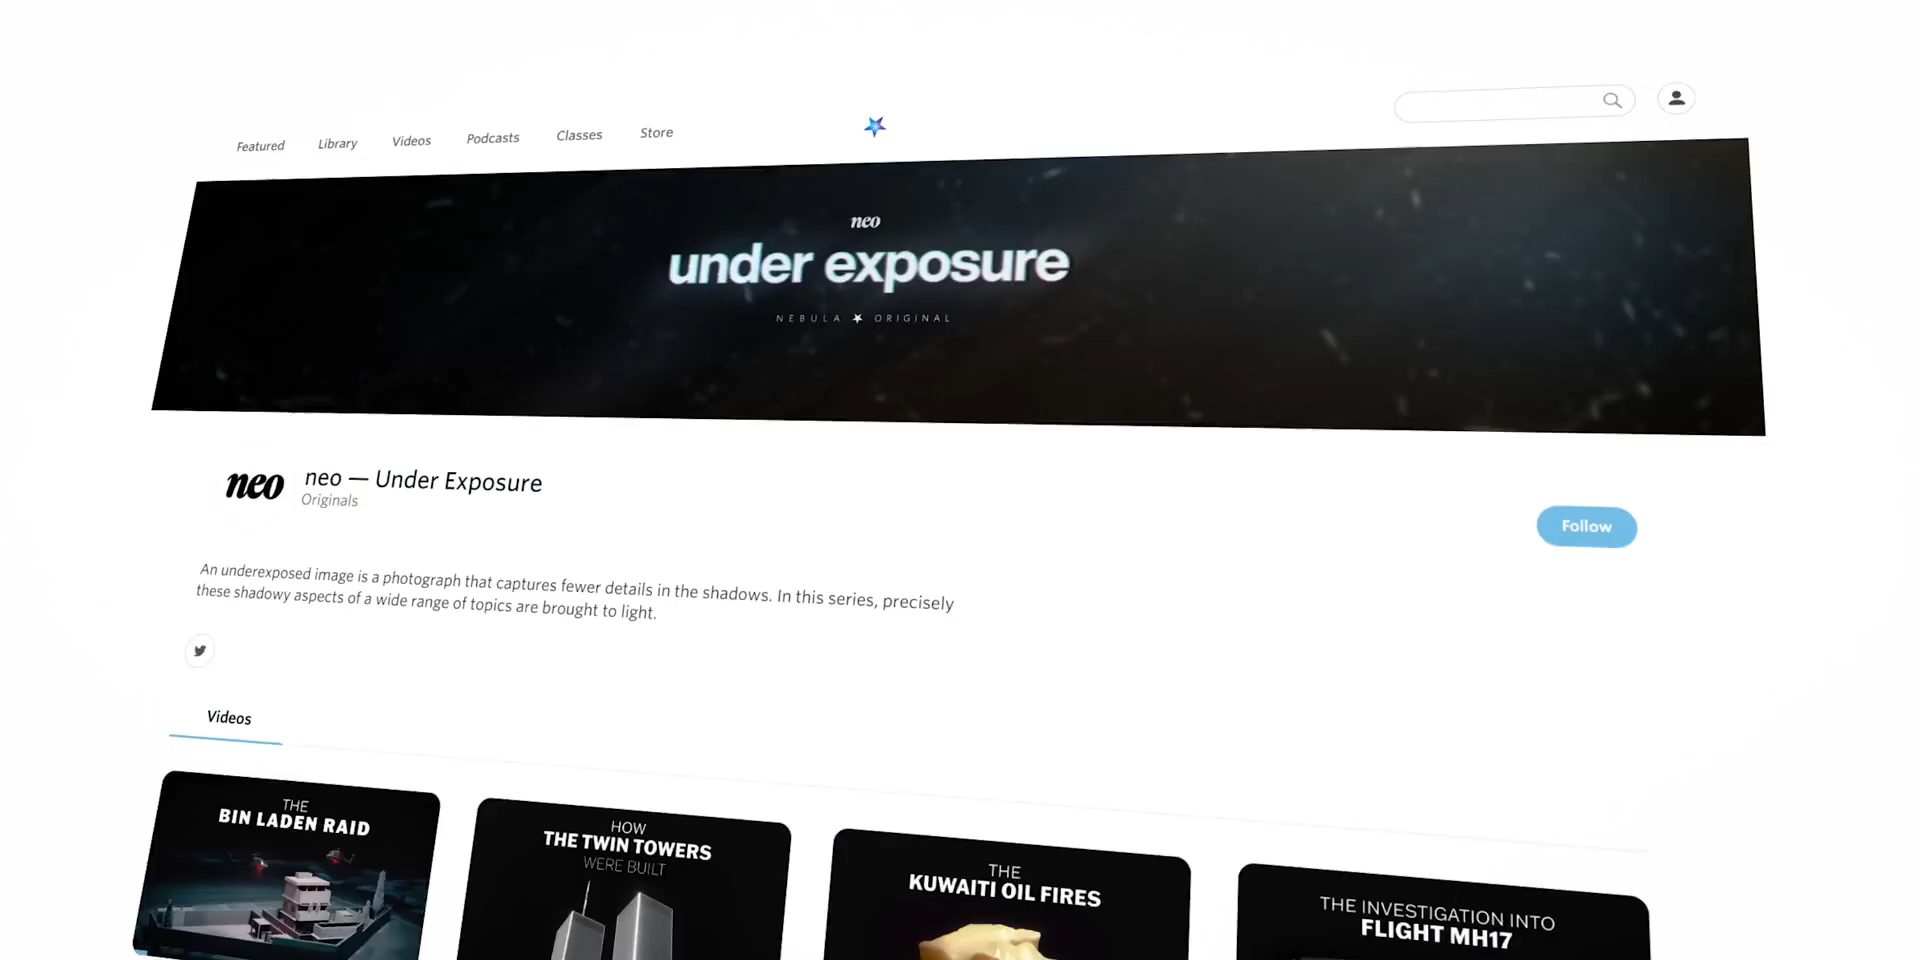 Featured Library Videos Podcasts Classes Store
neo
under exposure
NEBULA ORIGINAL
neo
neo — Under Exposure
Originals
Follow
An underexposed image is a photograph that captures fewer details in the shadows. In this series, precisely
these shadowy aspects of a wide range of topics are brought to light.
Videos
THE
BIN LADEN RAID
HOW
THE TWIN TOWERS
WERE BUILT
THE
KUWAITI OIL FIRES
THE INVESTIGATION INTO
FLIGHT MH17